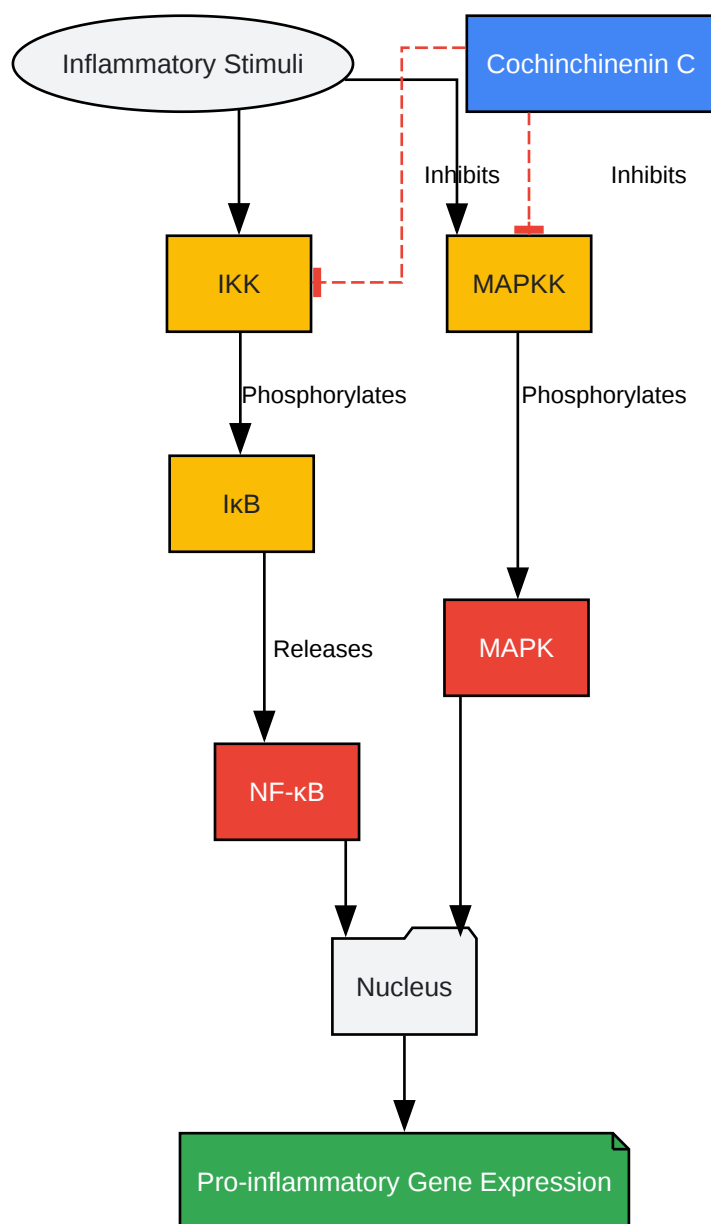 Inflammatory Stimuli
Cochinchinenin C
Inhibits
Inhibits
IKK
MAPKK
Phosphorylates
Phosphorylates
IκB
Releases
MAPK
NF-κB
Nucleus
Pro-inflammatory Gene Expression